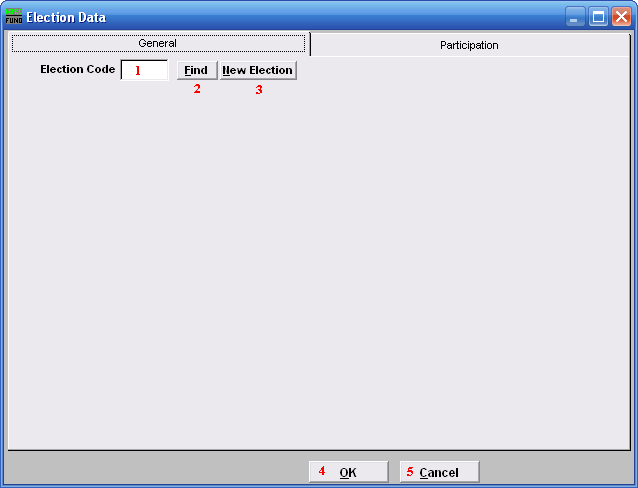 FUND Election Data
General Participation
Election Code 1 Find New Election
2 3
4 OK 5 Cancel